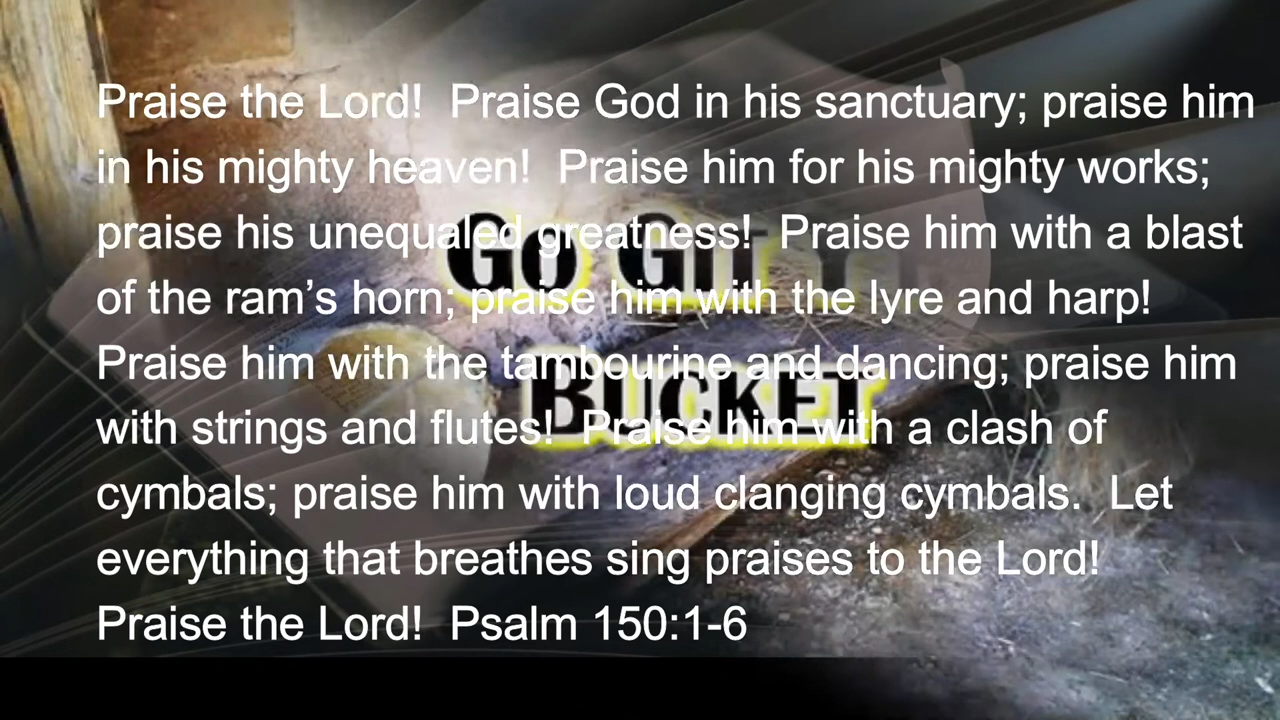 Praise the Lord!  Praise God in his sanctuary; praise him
in his mighty heaven!  Praise him for his mighty works;
praise his unequaled greatness!  Praise him with a blast
of the ram’s horn; praise him with the lyre and harp!
Praise him with the tambourine and dancing; praise him
with strings and flutes!  Praise him with a clash of
cymbals; praise him with loud clanging cymbals.  Let
everything that breathes sing praises to the Lord!
Praise the Lord!  Psalm 150:1-6
Go
Bucket